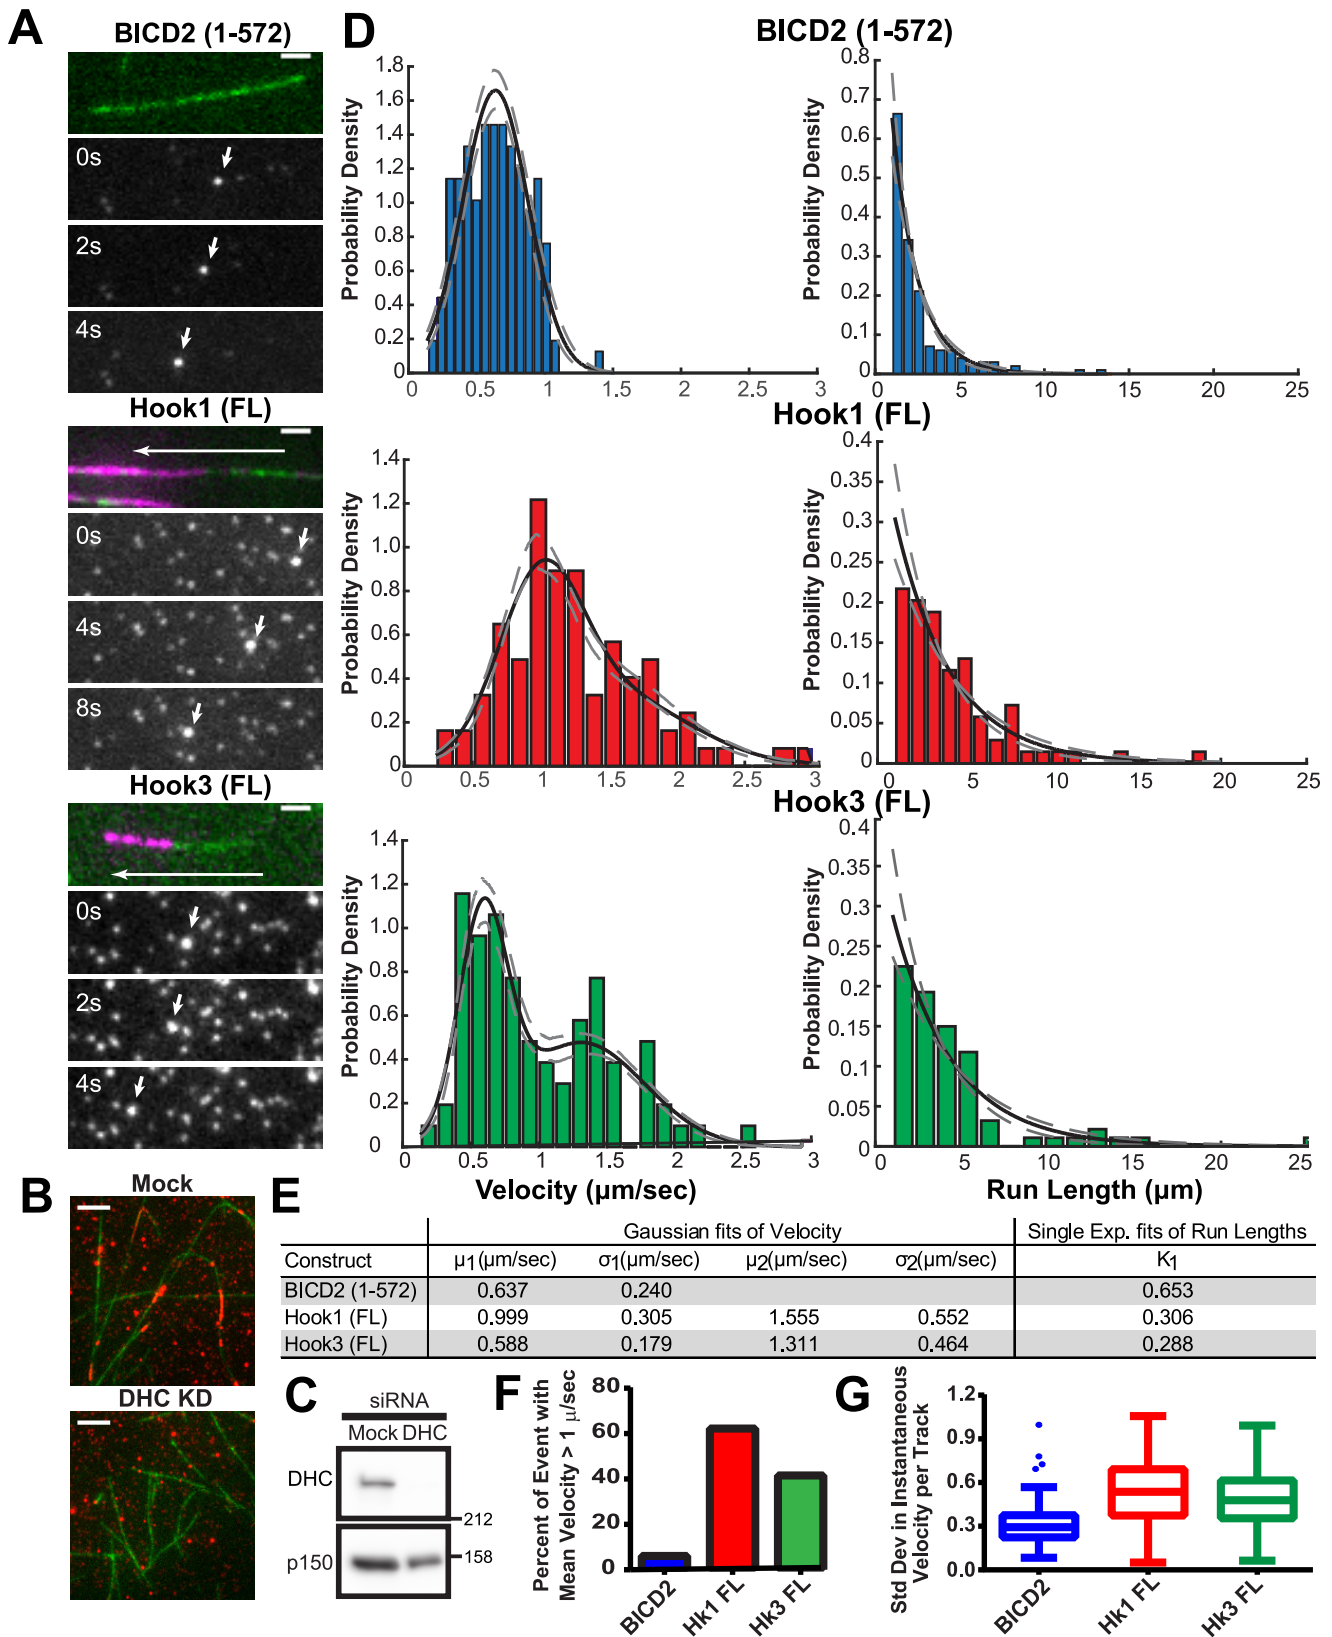 A
BICD2 (1-572)
0s
2s
4s
Hook1 (FL)
0s
4s
8s
Hook3 (FL)
0s
2s
4s
D
BICD2 (1-572)
Probability Density
1.8
1.6
1.4
1.2
1.0
0.8
0.6
0.4
0.2
0
0 0.5 1 1.5 2 2.5 3
Probability Density
0.8
0.7
0.6
0.5
0.4
0.3
0.2
0.1
0
0 5 10 15 20 25
Hook1 (FL)
Probability Density
1.4
1.2
1.0
0.8
0.6
0.4
0.2
0
0 0.5 1 1.5 2 2.5 3
Probability Density
0.4
0.35
0.3
0.25
0.2
0.15
0.1
0.05
0
0 5 10 15 20 25
Hook3 (FL)
Probability Density
1.4
1.2
1.0
0.8
0.6
0.4
0.2
0
0 0.5 1 1.5 2 2.5 3
Velocity (µm/sec)
Probability Density
0.4
0.35
0.3
0.25
0.2
0.15
0.1
0.05
0
0 5 10 15 20 25
Run Length (µm)
B
Mock
DHC KD
E
Gaussian fits of Velocity Single Exp. fits of Run Lengths
Construct µ1(µm/sec) σ1(µm/sec) µ2(µm/sec) σ2(µm/sec) K1
BICD2 (1-572) 0.637 0.240 0.653
Hook1 (FL) 0.999 0.305 1.555 0.552 0.306
Hook3 (FL) 0.588 0.179 1.311 0.464 0.288
C
siRNA
Mock DHC
DHC
212
p150
158
F
Percent of Event with
Mean Velocity > 1 µ/sec
80
60
40
20
0
BICD2 Hk1 FL Hk3 FL
G
Std Dev in Instantaneous
Velocity per Track
1.2
0.9
0.6
0.3
0.0
BICD2 Hk1 FL Hk3 FL